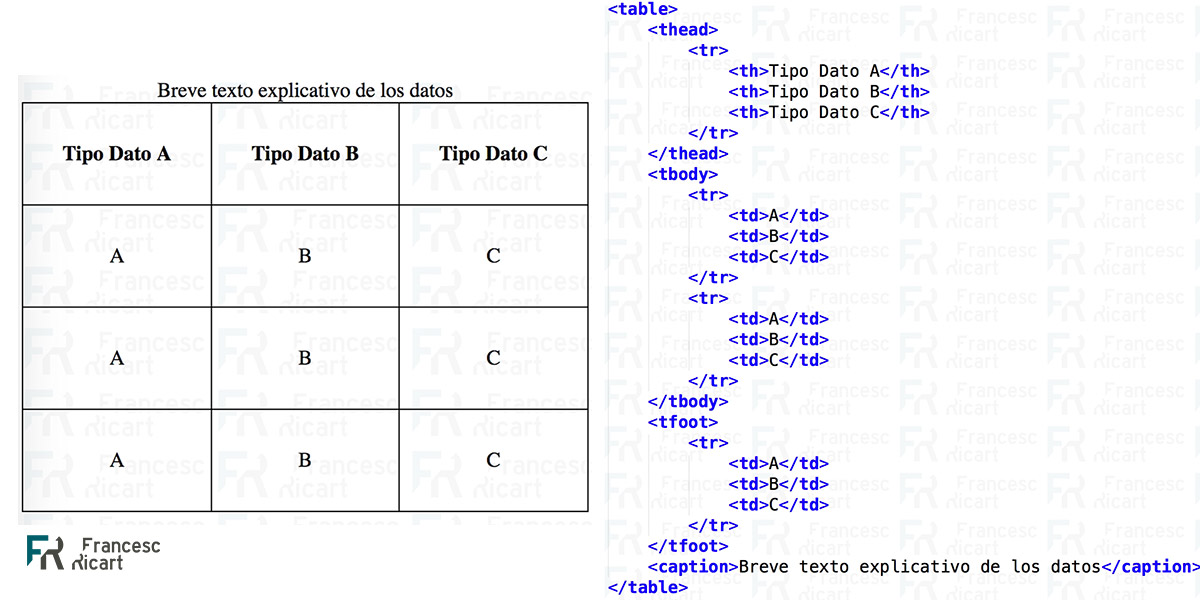 Breve texto explicativo de los datos
Tipo Dato A Tipo Dato B Tipo Dato C
A B C
A B C
A B C
Francesc
Ricart
<table>
<thead>
<tr>
<th>Tipo Dato A</th>
<th>Tipo Dato B</th>
<th>Tipo Dato C</th>
</tr>
</thead>
<tbody>
<tr>
<td>A</td>
<td>B</td>
<td>C</td>
</tr>
<tr>
<td>A</td>
<td>B</td>
<td>C</td>
</tr>
</tbody>
<tfoot>
<tr>
<td>A</td>
<td>B</td>
<td>C</td>
</tr>
</tfoot>
<caption>Breve texto explicativo de los datos</caption>
</table>